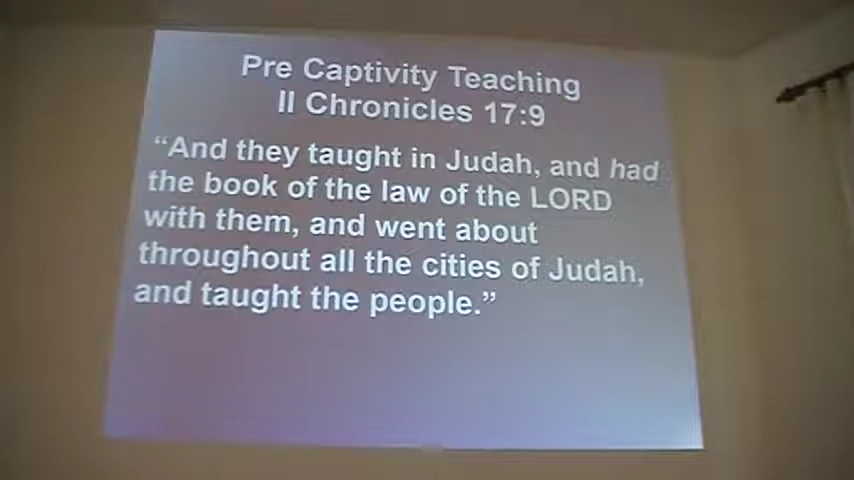 Pre Captivity Teaching
II Chronicles 17:9
“And they taught in Judah, and had
the book of the law of the LORD
with them, and went about
throughout all the cities of Judah,
and taught the people.”